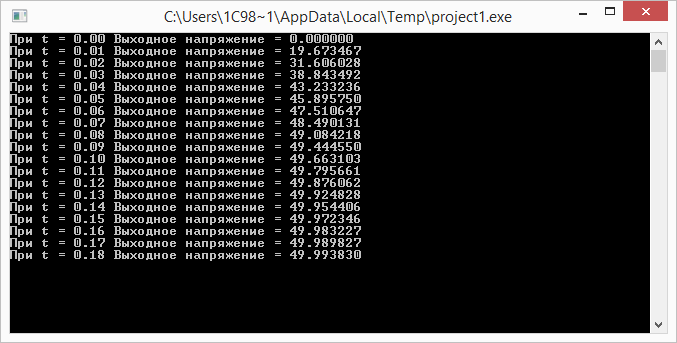 C:\Users\1C98~1\AppData\Local\Temp\project1.exe
При t = 0.00 Выходное напряжение = 0.000000
При t = 0.01 Выходное напряжение = 19.673467
При t = 0.02 Выходное напряжение = 31.606028
При t = 0.03 Выходное напряжение = 38.843492
При t = 0.04 Выходное напряжение = 43.233236
При t = 0.05 Выходное напряжение = 45.895750
При t = 0.06 Выходное напряжение = 47.510647
При t = 0.07 Выходное напряжение = 48.490131
При t = 0.08 Выходное напряжение = 49.084218
При t = 0.09 Выходное напряжение = 49.444550
При t = 0.10 Выходное напряжение = 49.663103
При t = 0.11 Выходное напряжение = 49.795661
При t = 0.12 Выходное напряжение = 49.876062
При t = 0.13 Выходное напряжение = 49.924828
При t = 0.14 Выходное напряжение = 49.954406
При t = 0.15 Выходное напряжение = 49.972346
При t = 0.16 Выходное напряжение = 49.983227
При t = 0.17 Выходное напряжение = 49.989827
При t = 0.18 Выходное напряжение = 49.993830